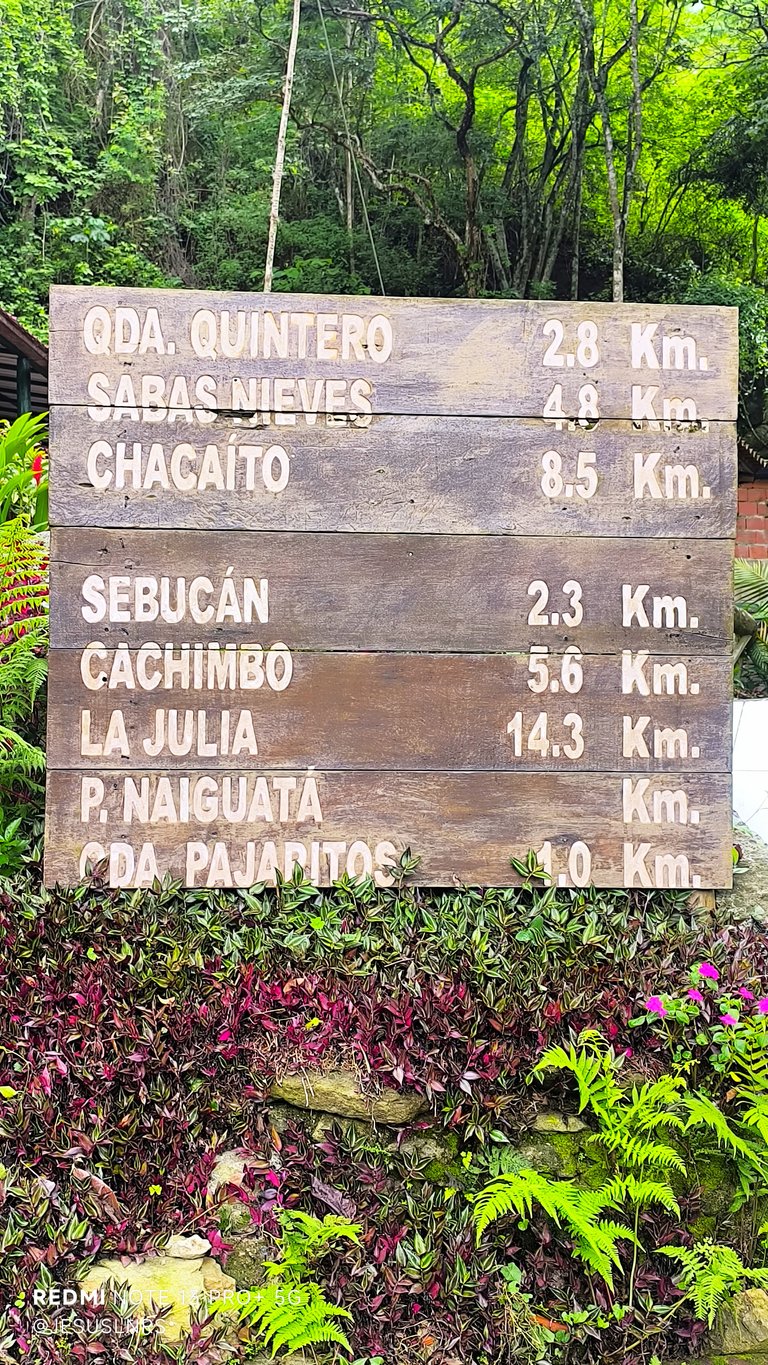 QDA. QUINTERO 2.8 Km.
SABAS NIEVES 4.8 Km.
CHACAÍTO 8.5 Km.
SEBUCÁN 2.3 Km.
CACHIMBO 5.6 Km.
LA JULIA 14.3 Km.
P. NAIGUATÁ Km.
QDA. PAJARITOS 1.0 Km.
REDMI NOTE 13 PRO+ 5G